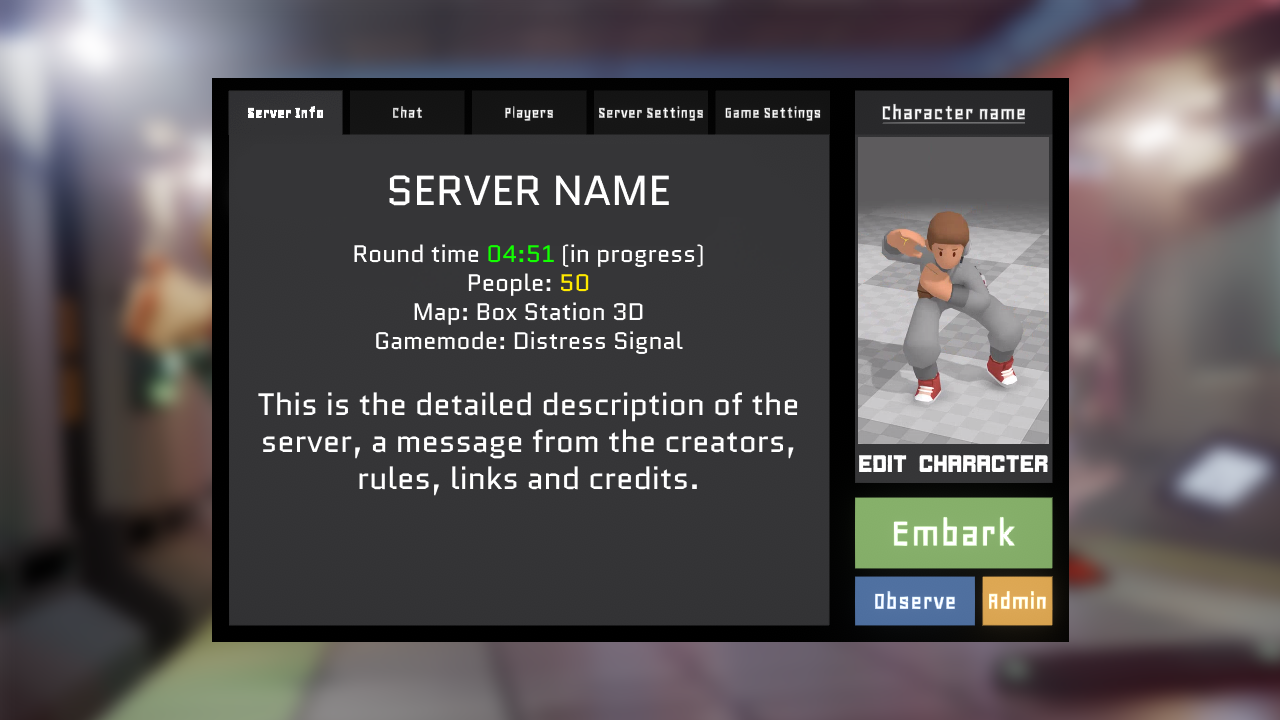 Server Info
Chat
Players
Server Settings
Game Settings
Character name
SERVER NAME
Round time 04:51 (in progress)
People: 50
Map: Box Station 3D
Gamemode: Distress Signal
This is the detailed description of the
server, a message from the creators,
rules, links and credits.
EDIT CHARACTER
Embark
Observe
Admin